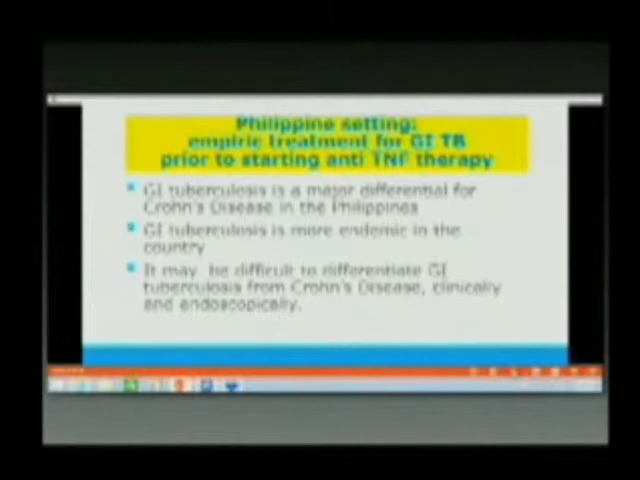 Philippine setting:
empiric treatment for GI TB
prior to starting anti TNF therapy
GI tuberculosis is a major differential for
Crohn's Disease in the Philippines
GI tuberculosis is more endemic in the
country
It may be difficult to differentiate GI
tuberculosis from Crohn's Disease, clinically
and endoscopically.